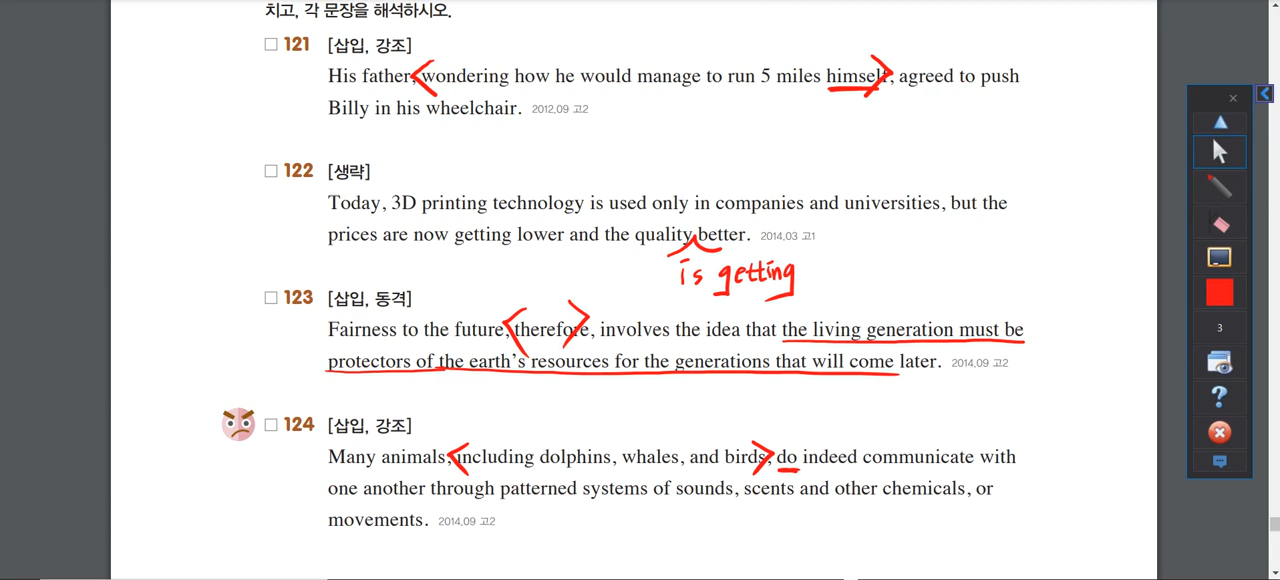 치고, 각 문장을 해석하시오.
121 [삽입, 강조]
His father, wondering how he would manage to run 5 miles himself, agreed to push
Billy in his wheelchair. 2012.09 고2
122 [생략]
Today, 3D printing technology is used only in companies and universities, but the
prices are now getting lower and the quality better. 2014.03 고1
is getting
123 [삽입, 동격]
Fairness to the future, therefore, involves the idea that the living generation must be
protectors of the earth's resources for the generations that will come later. 2014.09 고2
124 [삽입, 강조]
Many animals, including dolphins, whales, and birds, do indeed communicate with
one another through patterned systems of sounds, scents and other chemicals, or
movements. 2014.09 고2
3